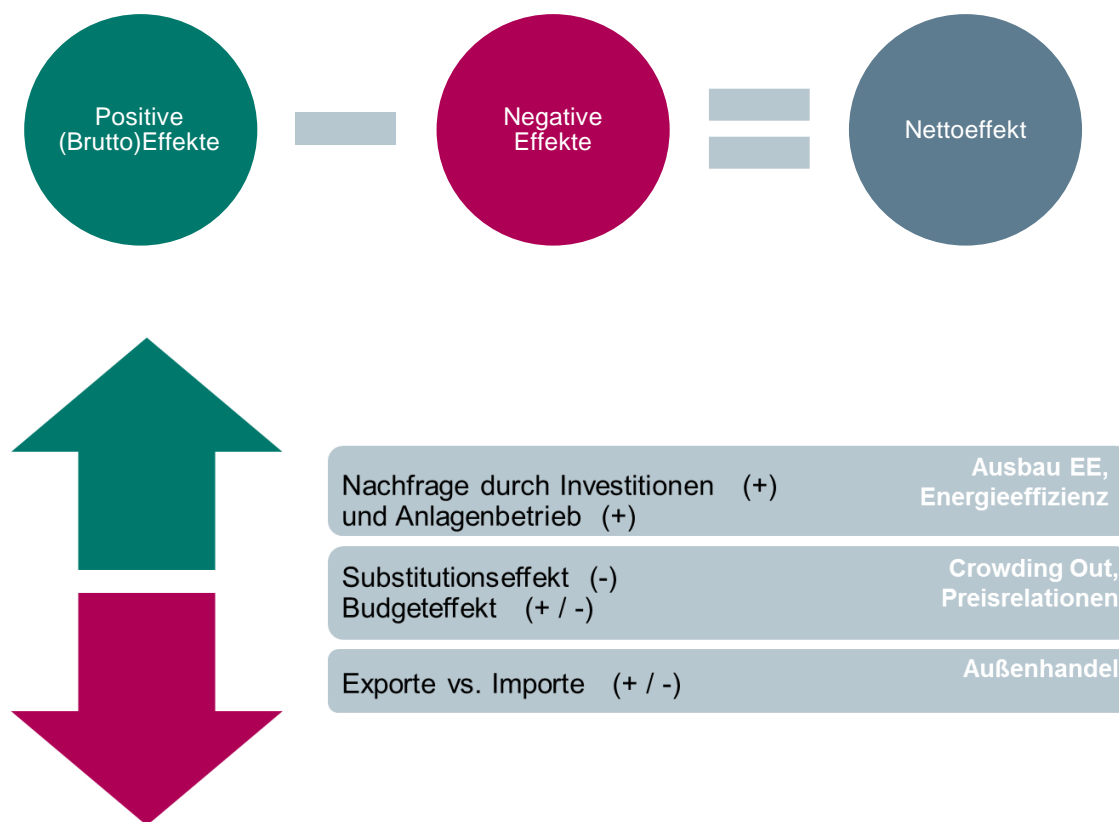 Positive
(Brutto)Effekte
Negative
Effekte
Nettoeffekt
Nachfrage durch Investitionen (+)
und Anlagenbetrieb (+)
Ausbau EE,
Energieeffizienz
Substitutionseffekt (-)
Budgeteffekt (+ / -)
Crowding Out,
Preisrelationen
Exporte vs. Importe (+ / -)
Außenhandel